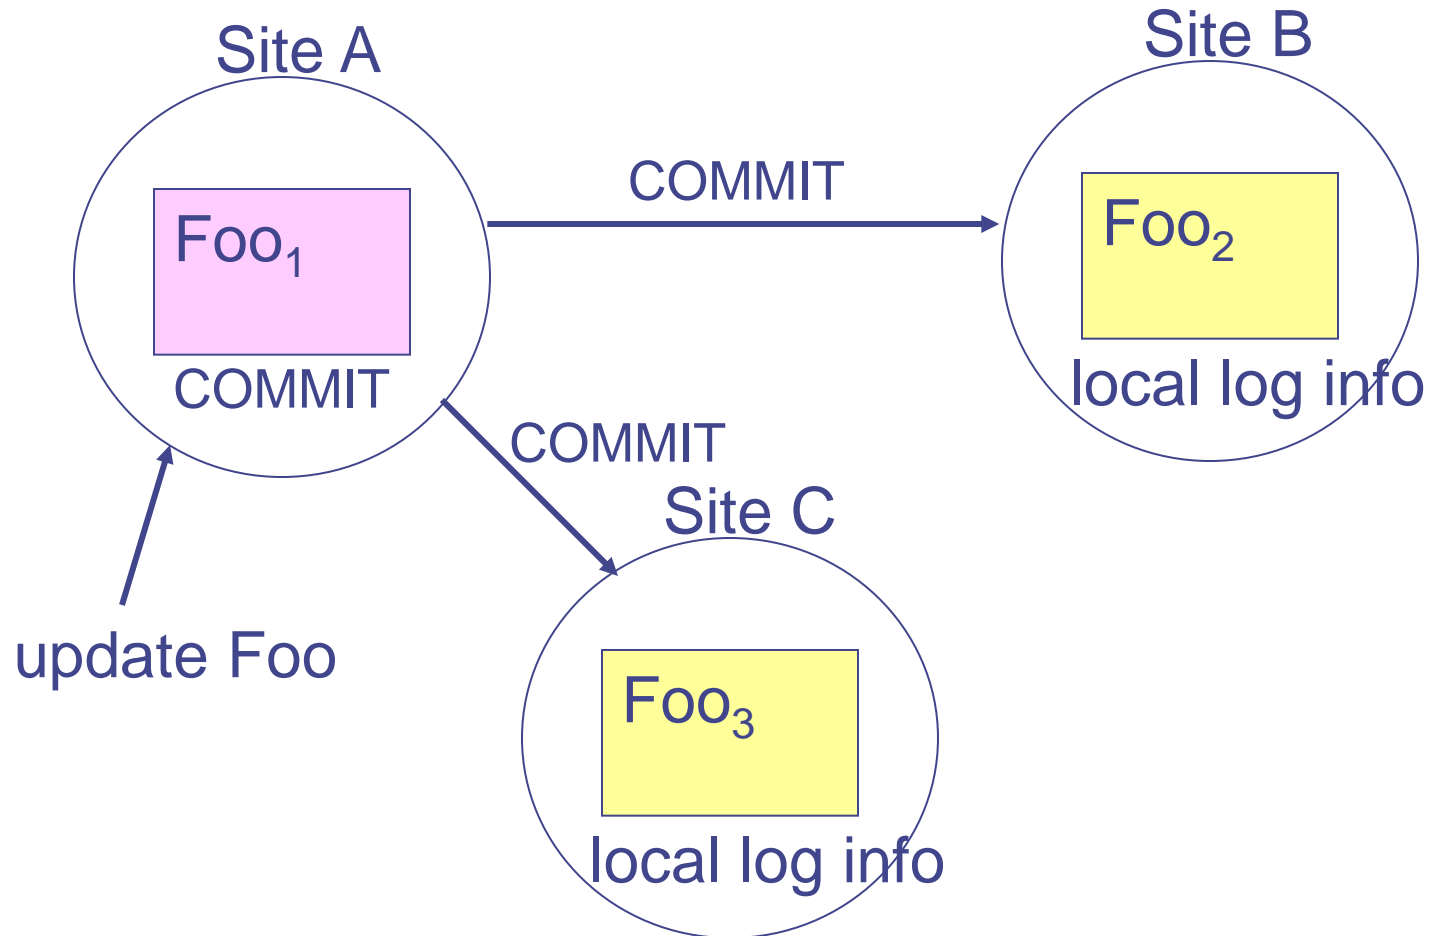 Site A
Site B
COMMIT
Foo₁
Foo₂
COMMIT
local log info
COMMIT
Site C
update Foo
Foo₃
local log info